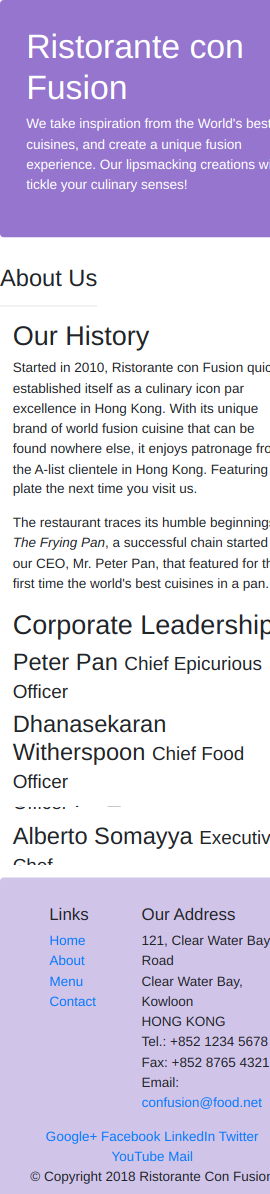 Ristorante con
Fusion
We take inspiration from the World's best
cuisines, and create a unique fusion
experience. Our lipsmacking creations
tickle your culinary senses!
About Us
Our History
Started in 2010, Ristorante con Fusion
established itself as a culinary icon par
excellence in Hong Kong. With its unique
brand of world fusion cuisine that can be
found nowhere else, it enjoys patronage
the A-list clientele in Hong Kong. Featuring
plate the next time you visit us.
The restaurant traces its humble beginnings
The Frying Pan, a successful chain started
our CEO, Mr. Peter Pan, that featured for
first time the world's best cuisines in a pan.
Corporate Leadership
Peter Pan Chief Epicurious
Officer
Dhanasekaran
Witherspoon Chief Food
Officer
Alberto Somayya
Chef
Links
Home
About
Menu
Contact
Our Address
121, Clear Water Bay
Road
Clear Water Bay,
Kowloon
HONG KONG
Tel.: +852 1234 5678
Fax: +852 8765 4321
Email:
confusion@food.net
Google+ Facebook LinkedIn Twitter
YouTube Mail
© Copyright 2018 Ristorante Con Fusion